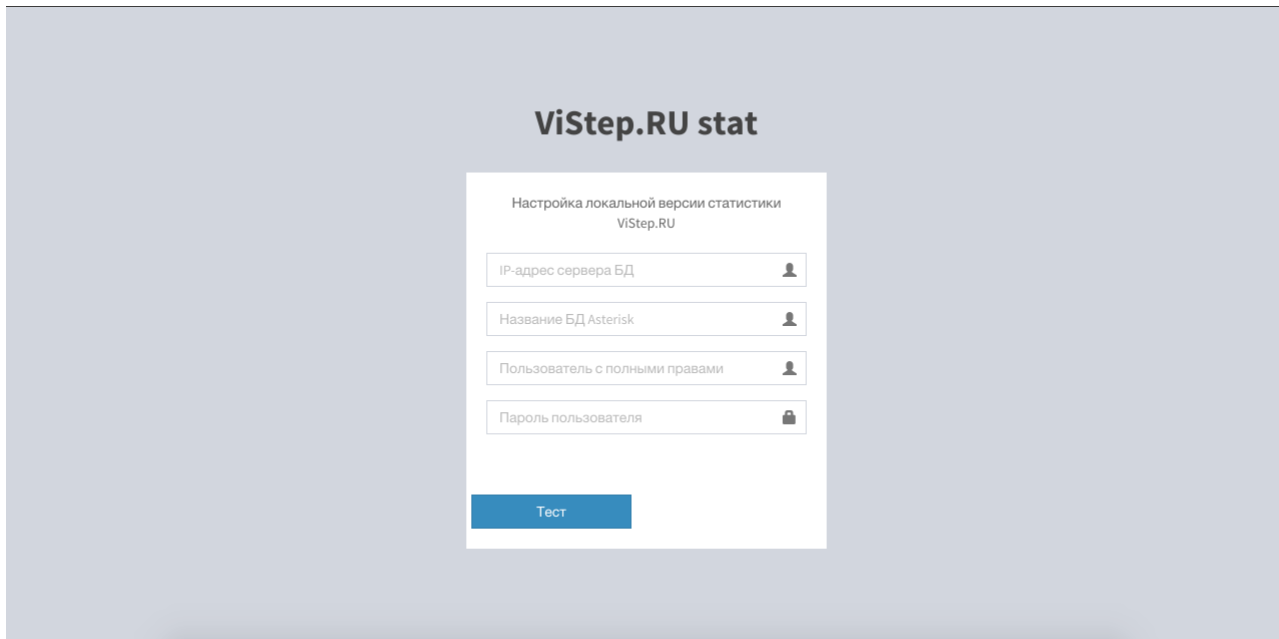 ViStep.RU stat
Настройка локальной версии статистики
ViStep.RU
IP-адрес сервера БД
Название БД Asterisk
Пользователь с полными правами
Пароль пользователя
Тест